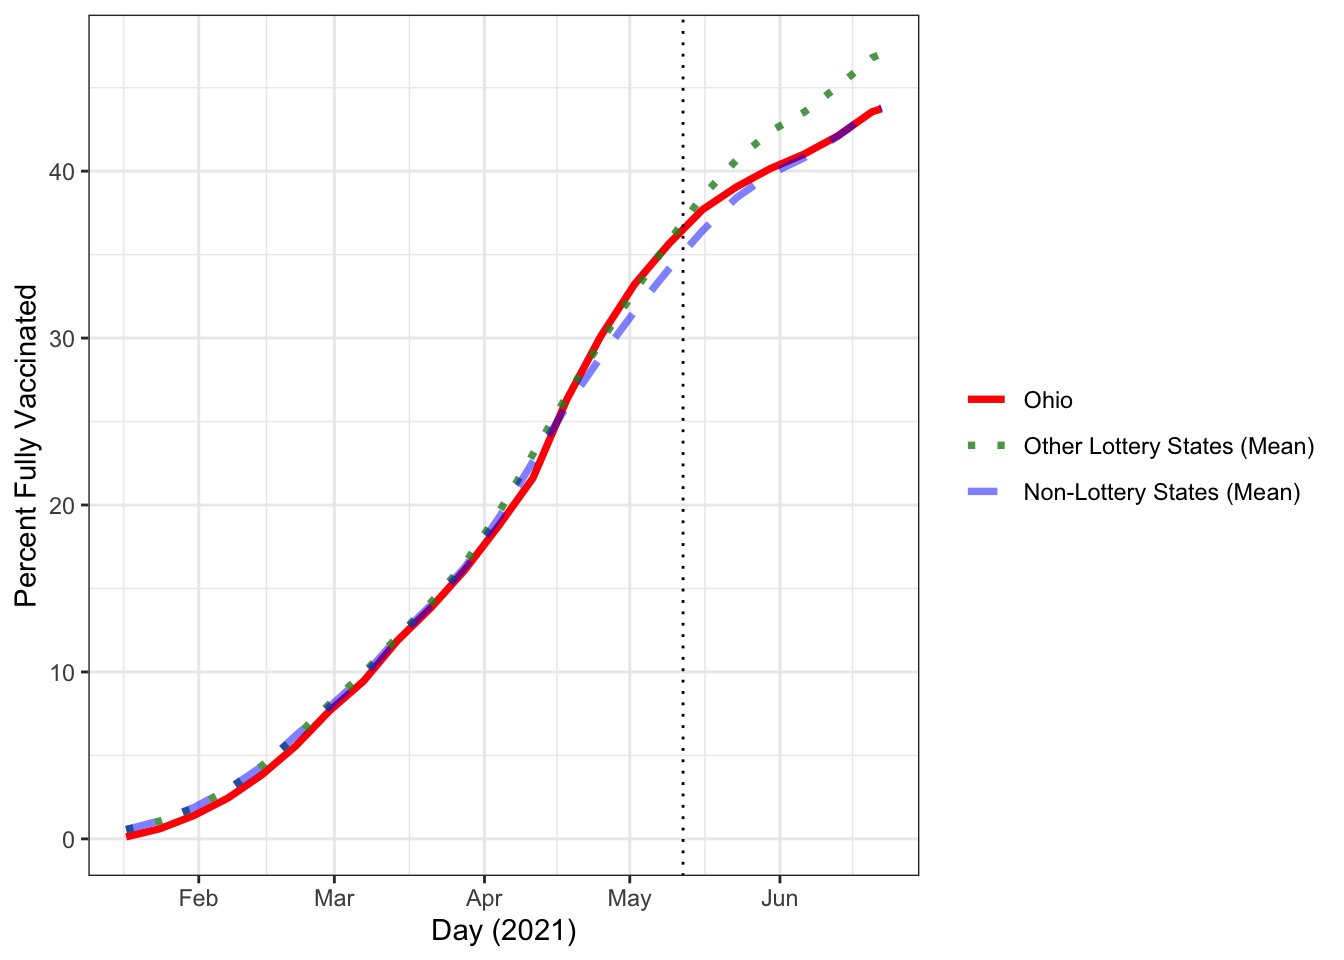 Percent Fully Vaccinated
40
30
20
10
0
Feb Mar Apr May Jun
Day (2021)
Ohio
Other Lottery States (Mean)
Non-Lottery States (Mean)